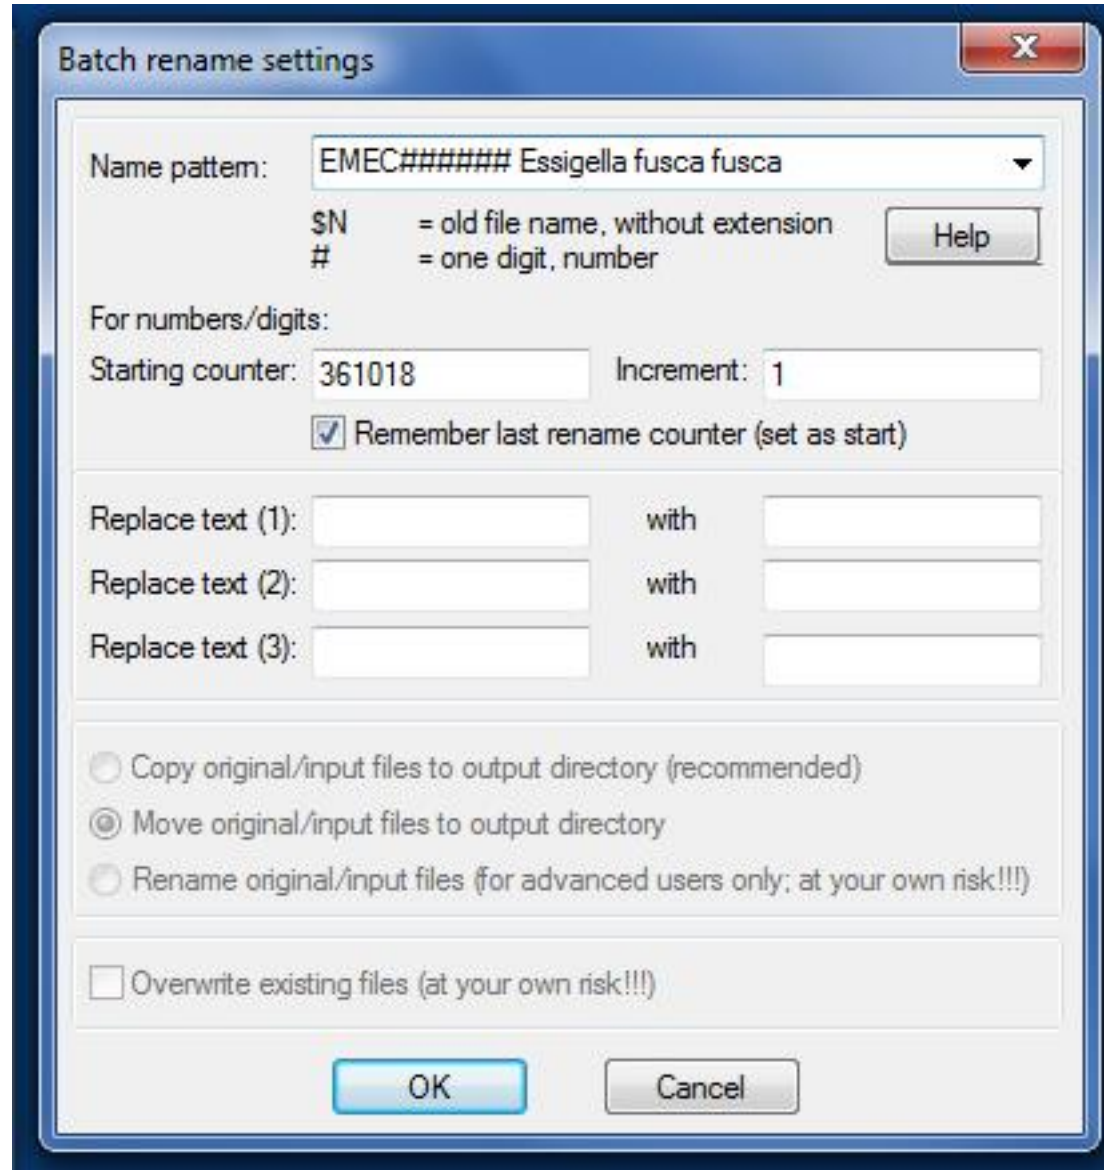 Batch rename settings
X
Name pattern: EMEC###### Essigella fusca fusca
$N = old file name, without extension
Help
# = one digit, number
For numbers/digits:
Starting counter: 361018 Increment: 1
Remember last rename counter (set as start)
Replace text (1): with
Replace text (2): with
Replace text (3): with
Copy original/input files to output directory (recommended)
Move original/input files to output directory
Rename original/input files (for advanced users only; at your own risk!!!)
Overwrite existing files (at your own risk!!!)
OK Cancel